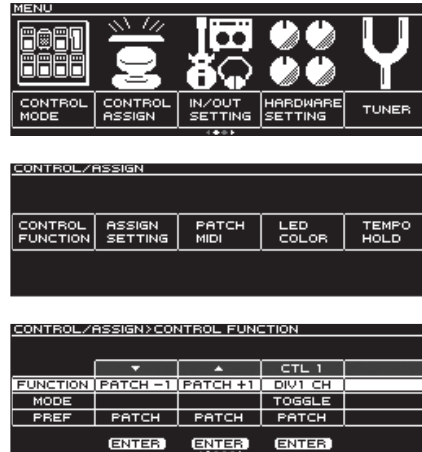 MENU
CONTROL MODE CONTROL ASSIGN IN/OUT SETTING HARDWARE SETTING TUNER
CONTROL/ASSIGN
CONTROL FUNCTION ASSIGN SETTING PATCH MIDI LED COLOR TEMPO HOLD
CONTROL/ASSIGN>CONTROL FUNCTION
▼ ▲ CTL 1
FUNCTION PATCH -1 PATCH +1 DIV1 CH
MODE TOGGLE
PREF PATCH PATCH PATCH
ENTER ENTER ENTER